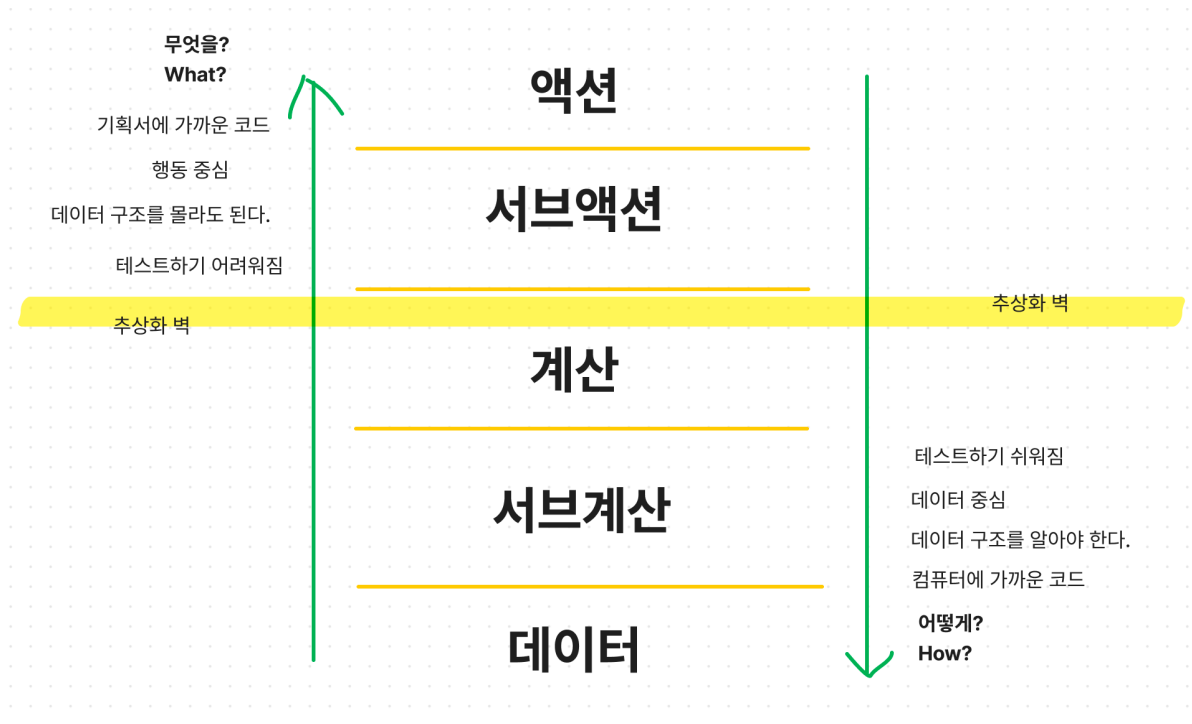 무엇을?
What?
기획서에 가까운 코드
행동 중심
데이터 구조를 몰라도 된다.
테스트하기 어려워짐
추상화 벽
액션
서브액션
계산
서브계산
데이터
추상화 벽
테스트하기 쉬워짐
데이터 중심
데이터 구조를 알아야 한다.
컴퓨터에 가까운 코드
어떻게?
How?